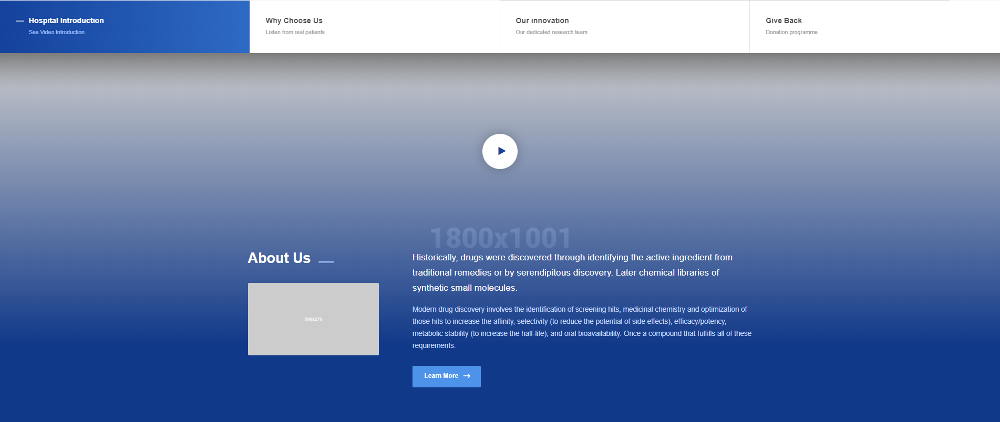 Hospital Introduction
See Video Introduction
Why Choose Us
Listen from real patients
Our innovation
Our dedicated research team
Give Back
Donation programme
1800x1001
About Us
500x276
Historically, drugs were discovered through identifying the active ingredient from
traditional remedies or by serendipitous discovery. Later chemical libraries of
synthetic small molecules.
Modern drug discovery involves the identification of screening hits, medicinal chemistry and optimization of
those hits to increase the affinity, selectivity (to reduce the potential of side effects), efficacy/potency,
metabolic stability (to increase the half-life), and oral bioavailability. Once a compound that fulfills all of these
requirements.
Learn More